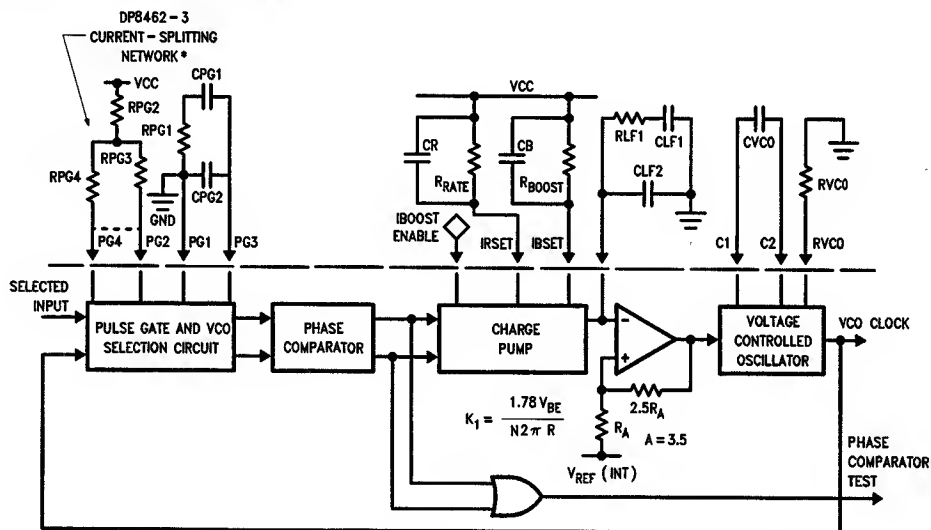 DP8462-3
CURRENT-SPLITTING
NETWORK*
VCC
RPG2
RPG4
RPG3
CPG1
RPG1
CPG2
GND
PG4
PG2
PG1
PG3
VCC
CR
RRATE
CB
RBOOST
IBOOST
ENABLE
IRSET
IBSET
RLF1
CLF1
CLF2
CVCO
RVCO
C1
C2
RVCO
SELECTED
INPUT
PULSE GATE AND VCO
SELECTION CIRCUIT
PHASE
COMPARATOR
CHARGE
PUMP
-
+
VOLTAGE
CONTROLLED
OSCILLATOR
VCO CLOCK
K1 = 1.78 VBE / N2πR
2.5RA
RA
A = 3.5
VREF (INT)
PHASE
COMPARATOR
TEST